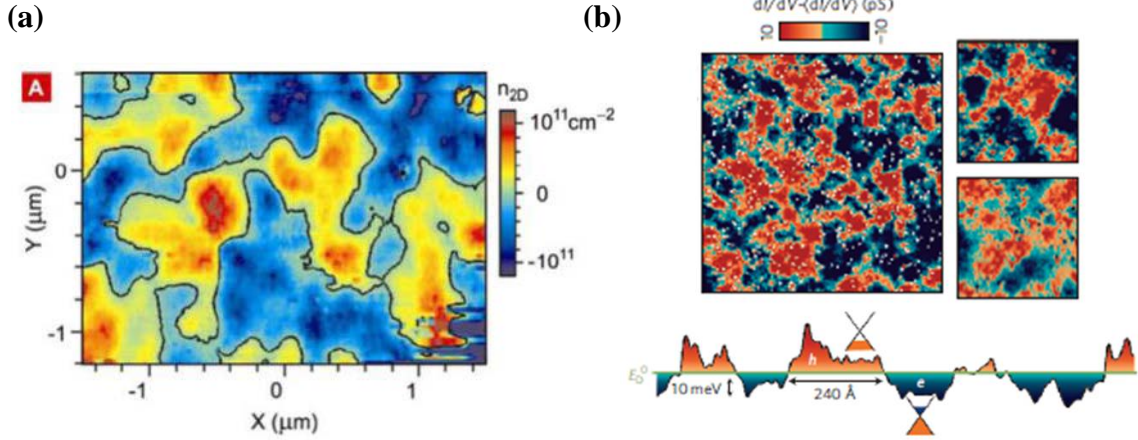 (a)
(b)
dI/dV-⟨dI/dV⟩ (pS)
10
-10
A
n2D
10¹¹cm⁻²
0
-10¹¹
0
-1
Y (μm)
-1
0
1
X (μm)
h
10 meV
240 Å
e